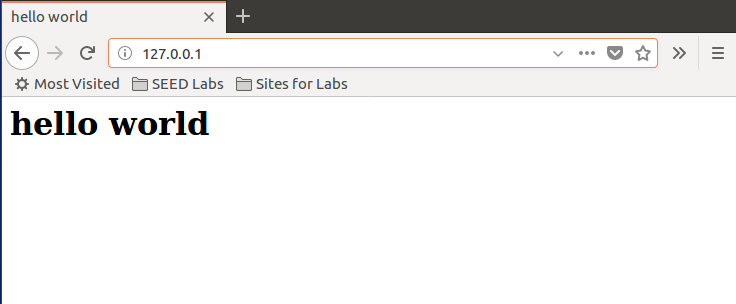 hello world
127.0.0.1
Most Visited SEED Labs Sites for Labs
hello world